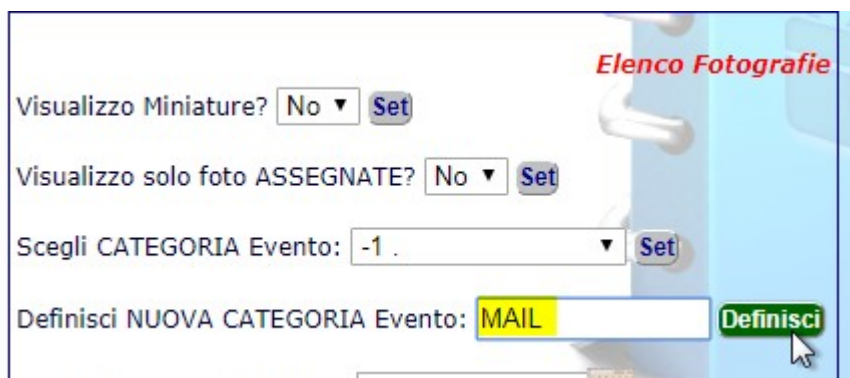 Elenco Fotografie
Visualizzo Miniature? No Set
Visualizzo solo foto ASSEGNATE? No Set
Scegli CATEGORIA Evento: -1 . Set
Definisci NUOVA CATEGORIA Evento: MAIL Definisci